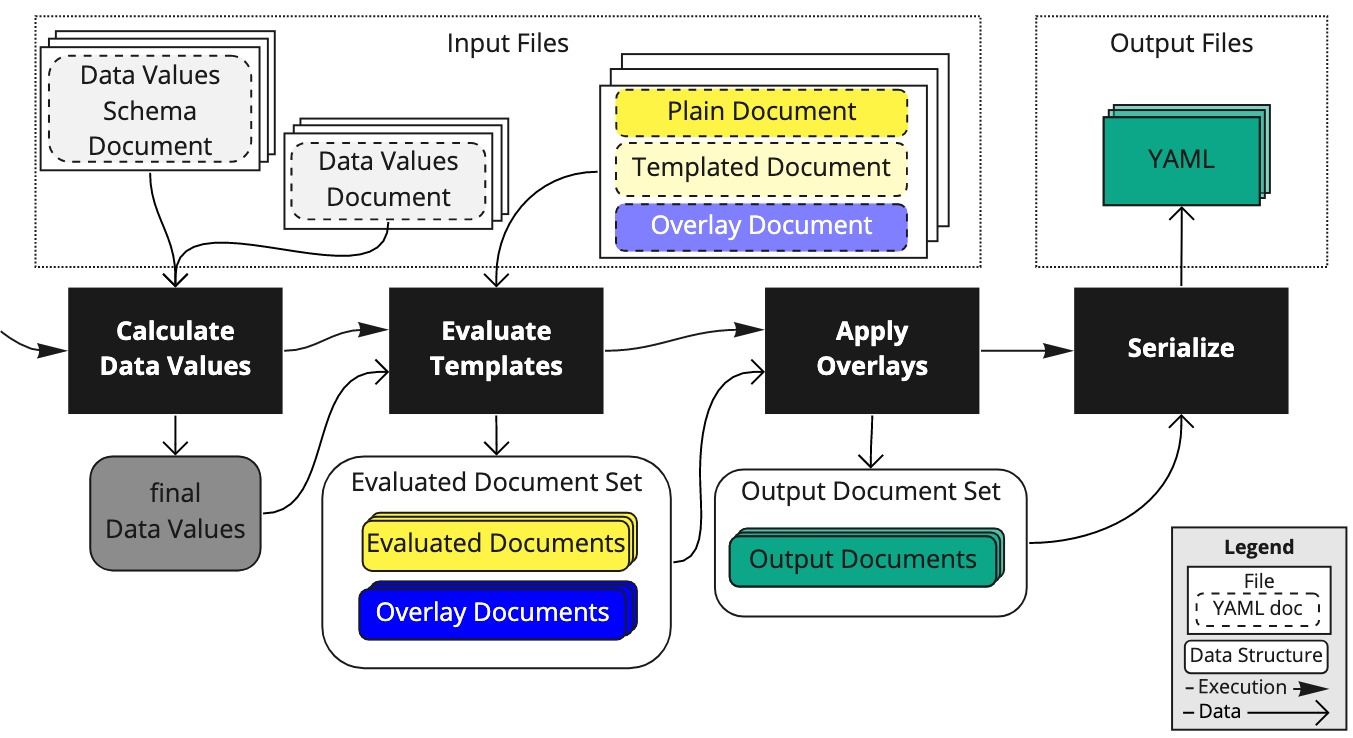 Input Files
Output Files
Data Values
Schema
Document
Data Values
Document
Plain Document
Templated Document
Overlay Document
YAML
Calculate
Data Values
Evaluate
Templates
Apply
Overlays
Serialize
final
Data Values
Evaluated Document Set
Evaluated Documents
Overlay Documents
Output Document Set
Output Documents
Legend
File
YAML doc
Data Structure
Execution
Data